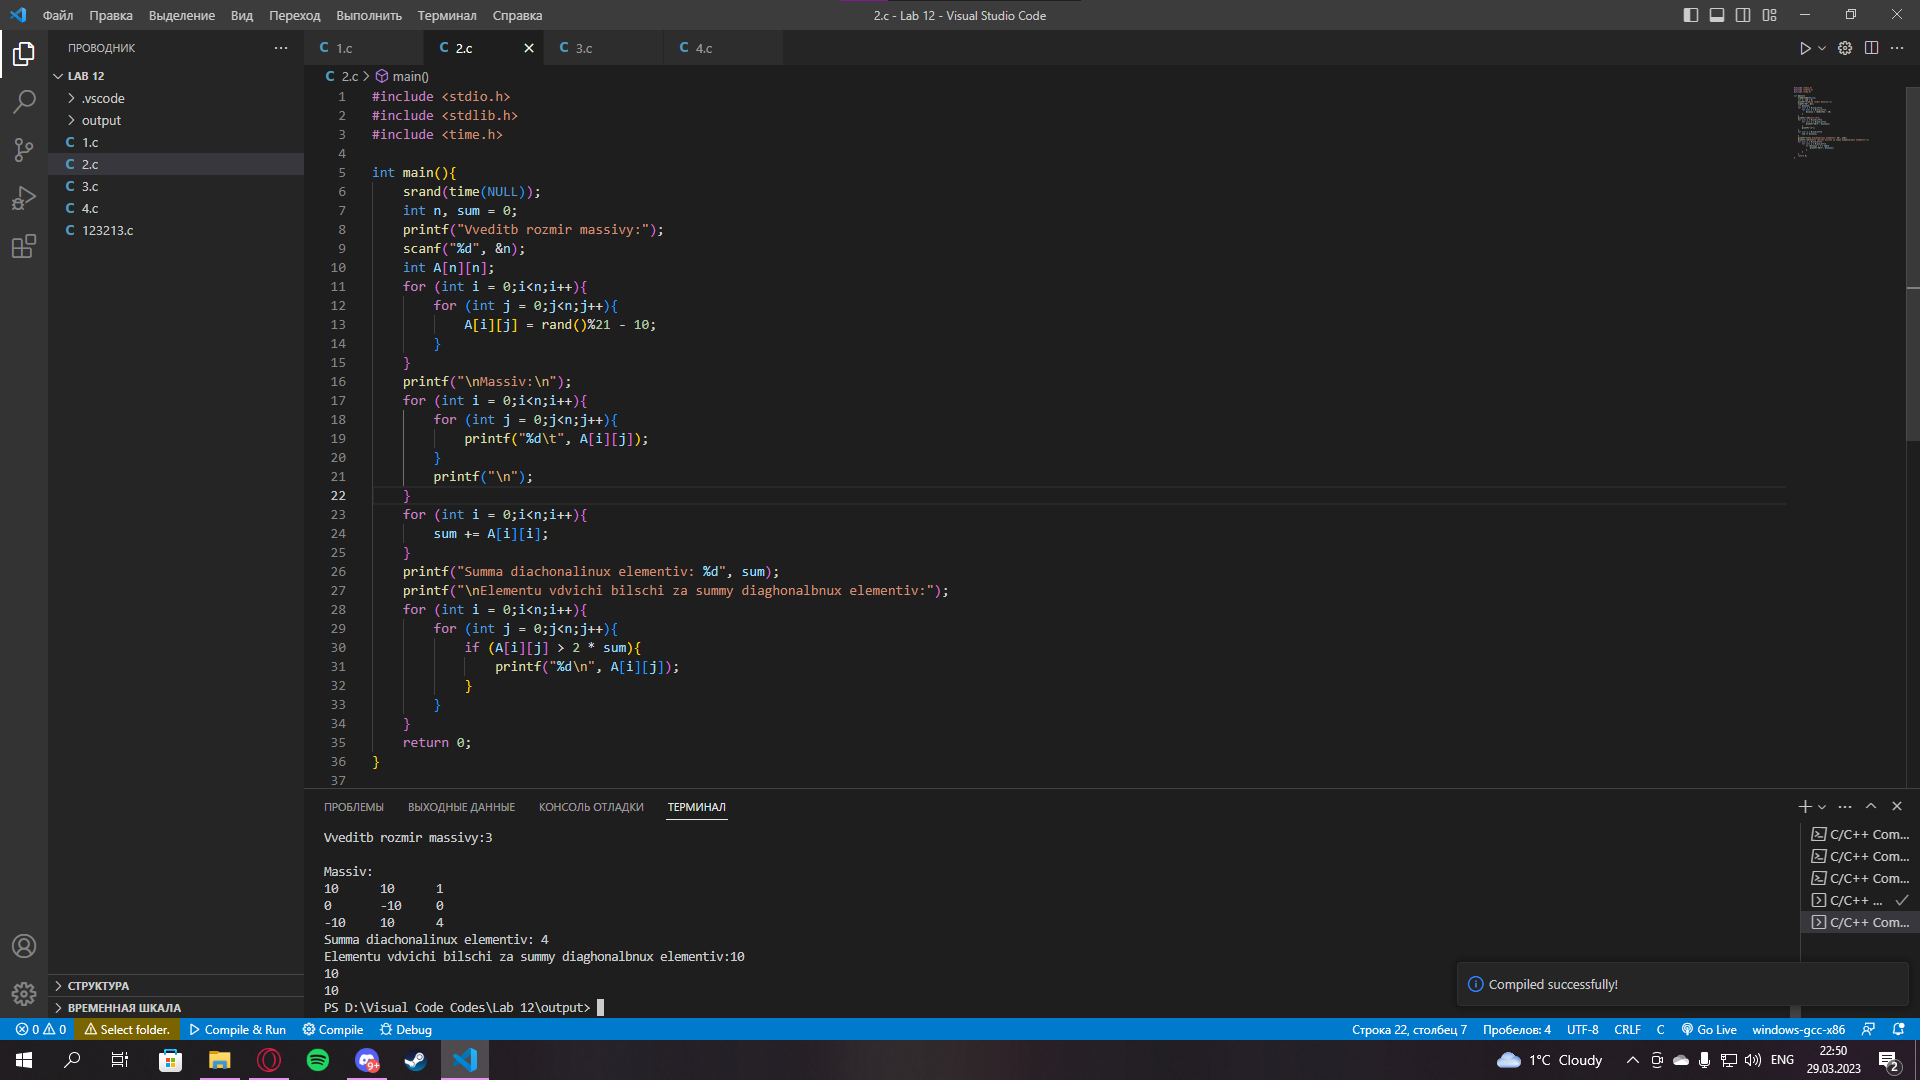 Файл Правка Выделение Вид Переход Выполнить Терминал Справка
2.c - Lab 12 - Visual Studio Code
ПРОВОДНИК
LAB 12
.vscode
output
C 1.c
C 2.c
C 3.c
C 4.c
C 123213.c
СТРУКТУРА
ВРЕМЕННАЯ ШКАЛА
C 1.c C 2.c C 3.c C 4.c
C 2.c > main()
1 #include <stdio.h>
2 #include <stdlib.h>
3 #include <time.h>
4
5 int main(){
6 srand(time(NULL));
7 int n, sum = 0;
8 printf("Vveditb rozmir massivy:");
9 scanf("%d", &n);
10 int A[n][n];
11 for (int i = 0;i<n;i++){
12 for (int j = 0;j<n;j++){
13 A[i][j] = rand()%21 - 10;
14 }
15 }
16 printf("\nMassiv:\n");
17 for (int i = 0;i<n;i++){
18 for (int j = 0;j<n;j++){
19 printf("%d\t", A[i][j]);
20 }
21 printf("\n");
22 }
23 for (int i = 0;i<n;i++){
24 sum += A[i][i];
25 }
26 printf("Summa diachonalinux elementiv: %d", sum);
27 printf("\nElementu vdvichi bilschi za summy diaghonalbnux elementiv:");
28 for (int i = 0;i<n;i++){
29 for (int j = 0;j<n;j++){
30 if (A[i][j] > 2 * sum){
31 printf("%d\n", A[i][j]);
32 }
33 }
34 }
35 return 0;
36 }
37
ПРОБЛЕМЫ ВЫХОДНЫЕ ДАННЫЕ КОНСОЛЬ ОТЛАДКИ ТЕРМИНАЛ
Vveditb rozmir massivy:3
Massiv:
10 10 1
0 -10 0
-10 10 4
Summa diachonalinux elementiv: 4
Elementu vdvichi bilschi za summy diaghonalbnux elementiv:10
10
10
PS D:\Visual Code Codes\Lab 12\output>
C/C++ Com...
C/C++ Com...
C/C++ Com...
C/C++ ...
C/C++ Com...
Compiled successfully!
0 0 Select folder. Compile & Run Compile Debug
Строка 22, столбец 7 Пробелов: 4 UTF-8 CRLF C Go Live windows-gcc-x86
9+
1°C Cloudy
ENG
22:50
29.03.2023
2